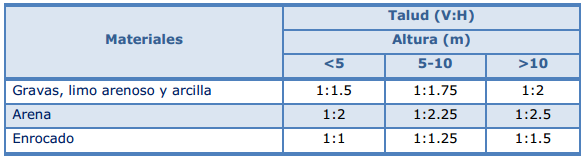 Materiales
Talud (V:H)
Altura (m)
<5 5-10 >10
Gravas, limo arenoso y arcilla 1:1.5 1:1.75 1:2
Arena 1:2 1:2.25 1:2.5
Enrocado 1:1 1:1.25 1:1.5